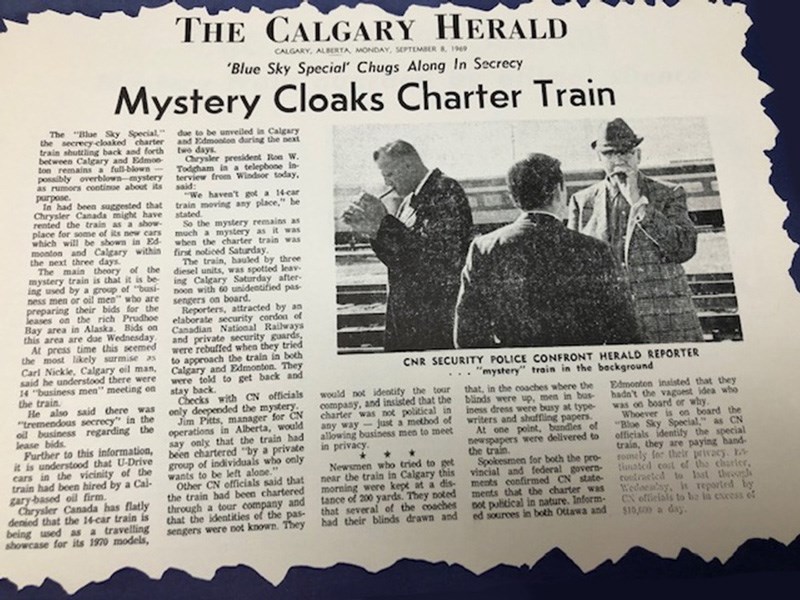 THE CALGARY HERALD
CALGARY, ALBERTA, MONDAY, SEPTEMBER 8, 1969
'Blue Sky Special' Chugs Along In Secrecy
Mystery Cloaks Charter Train
The "Blue Sky Special,"
the secrecy-cloaked charter
train shuttling back and forth
between Calgary and Edmon-
ton remains a full-blown —
possibly overblown—mystery
as rumors continue about its
purpose.
In had been suggested that
Chrysler Canada might have
rented the train as a show-
place for some of its new cars
which will be shown in Ed-
monton and Calgary within
the next three days.
The main theory of the
mystery train is that it is be-
ing used by a group of "busi-
ness men or oil men" who are
preparing their bids for the
leases on the rich Prudhoe
Bay area in Alaska. Bids on
this area are due Wednesday.
At press time this seemed
the most likely surmise as
Carl Nickle, Calgary oil man,
said he understood there were
14 "business men" meeting on
the train.
He also said there was
"tremendous secrecy" in the
oil business regarding the
lease bids.
Further to this information,
it is understood that U-Drive
cars in the vicinity of the
train had been hired by a Cal-
gary-based oil firm.
Chrysler Canada has flatly
denied that the 14-car train is
being used as a travelling
showcase for its 1970 models,
due to be unveiled in Calgary
and Edmonton during the next
two days.
Chrysler president Ron W.
Todgham in a telephone in-
terview from Windsor today,
said:
"We haven't got a 14-car
train moving any place," he
stated.
So the mystery remains as
much a mystery as it was
when the charter train was
first noticed Saturday.
The train, hauled by three
diesel units, was spotted leav-
ing Calgary Saturday after-
noon with 60 unidentified pas-
sengers on board.
Reporters, attracted by an
elaborate security cordon of
Canadian National Railways
and private security guards,
were rebuffed when they tried
to approach the train in both
Calgary and Edmonton. They
were told to get back and
stay back.
Checks with CN officials
only deepened the mystery.
Jim Pitts, manager for CN
operations in Alberta, would
say only, that the train had
been chartered "by a private
group of individuals who only
wants to be left alone."
Other CN officials said that
the train had been chartered
through a tour company and
that the identities of the pas-
sengers were not known. They
CNR SECURITY POLICE CONFRONT HERALD REPORTER
. . . "mystery" train in the background
would not identify the tour
company, and insisted that the
charter was not political in
any way — just a method of
allowing business men to meet
in privacy.
★ ★ ★
Newsmen who tried to get
near the train in Calgary this
morning were kept at a dis-
tance of 200 yards. They noted
that several of the coaches
had their blinds drawn and
that, in the coaches where the
blinds were up, men in bus-
iness dress were busy at type-
writers and shuffling papers.
At one point, bundles of
newspapers were delivered to
the train.
Spokesmen for both the pro-
vincial and federal govern-
ments confirmed CN state-
ments that the charter was
not political in nature. Inform-
ed sources in both Ottawa and
Edmonton insisted that they
hadn't the vaguest idea who
was on board or why.
Whoever is on board the
"Blue Sky Special," as CN
officials identify the special
train, they are paying hand-
somely for their privacy. Es-
timated cost of the charter,
contracted to last through
Wednesday, is reported by
CN officials to be in excess of
$10,600 a day.